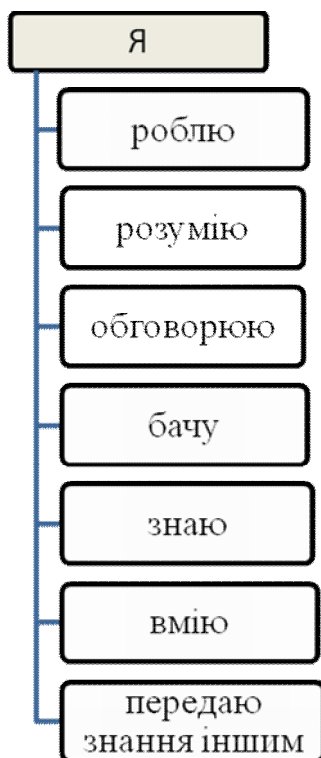 Я
роблю
розумію
обговорюю
бачу
знаю
вмію
передаю
знання іншим